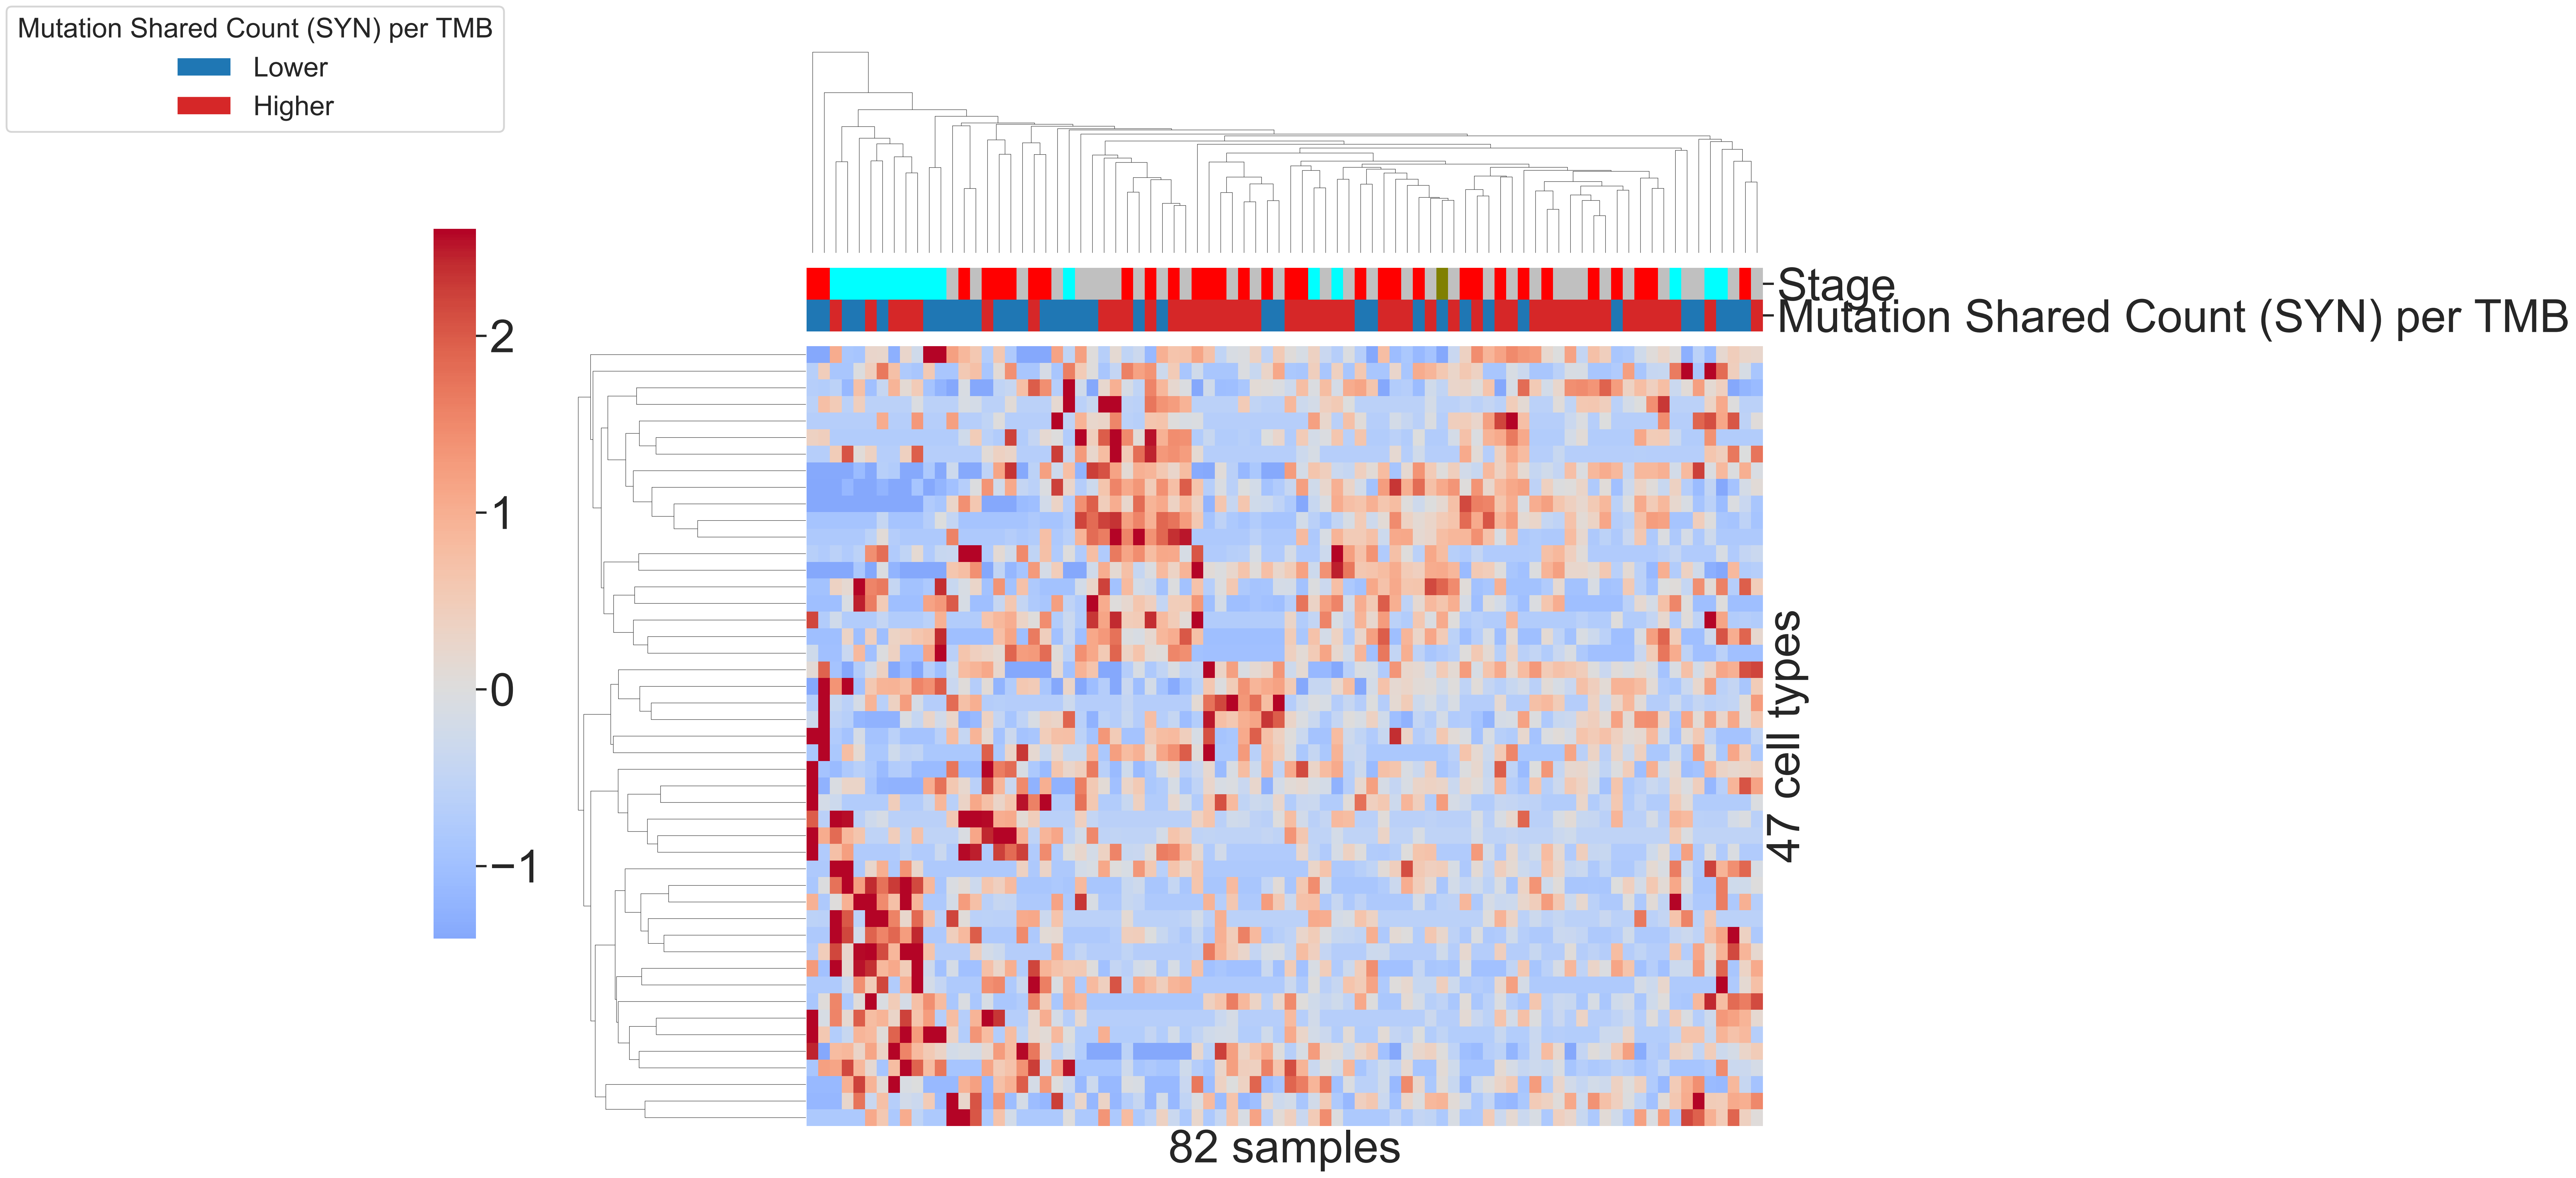 Mutation Shared Count (SYN) per TMB
Lower
Higher
Stage
Mutation Shared Count (SYN) per TMB
2
1
0
−1
47 cell types
82 samples